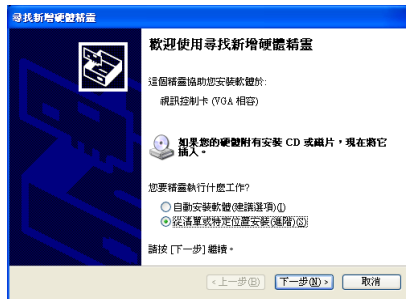 尋找新增硬體精靈
歡迎使用尋找新增硬體精靈
這個精靈協助您安裝軟體於:
視訊控制卡 (VGA 相容)
如果您的硬體附有安裝 CD 或磁片，現在將它
插入。
您要精靈執行什麼工作?
自動安裝軟體(建議選項)(I)
從清單或特定位置安裝(進階)(S)
請按 [下一步] 繼續。
<上一步(B) 下一步(N)> 取消